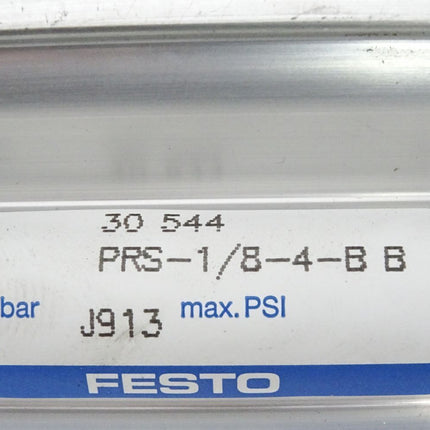 30 544
PRS-1/8-4-B B
bar J913 max.PSI
FESTO